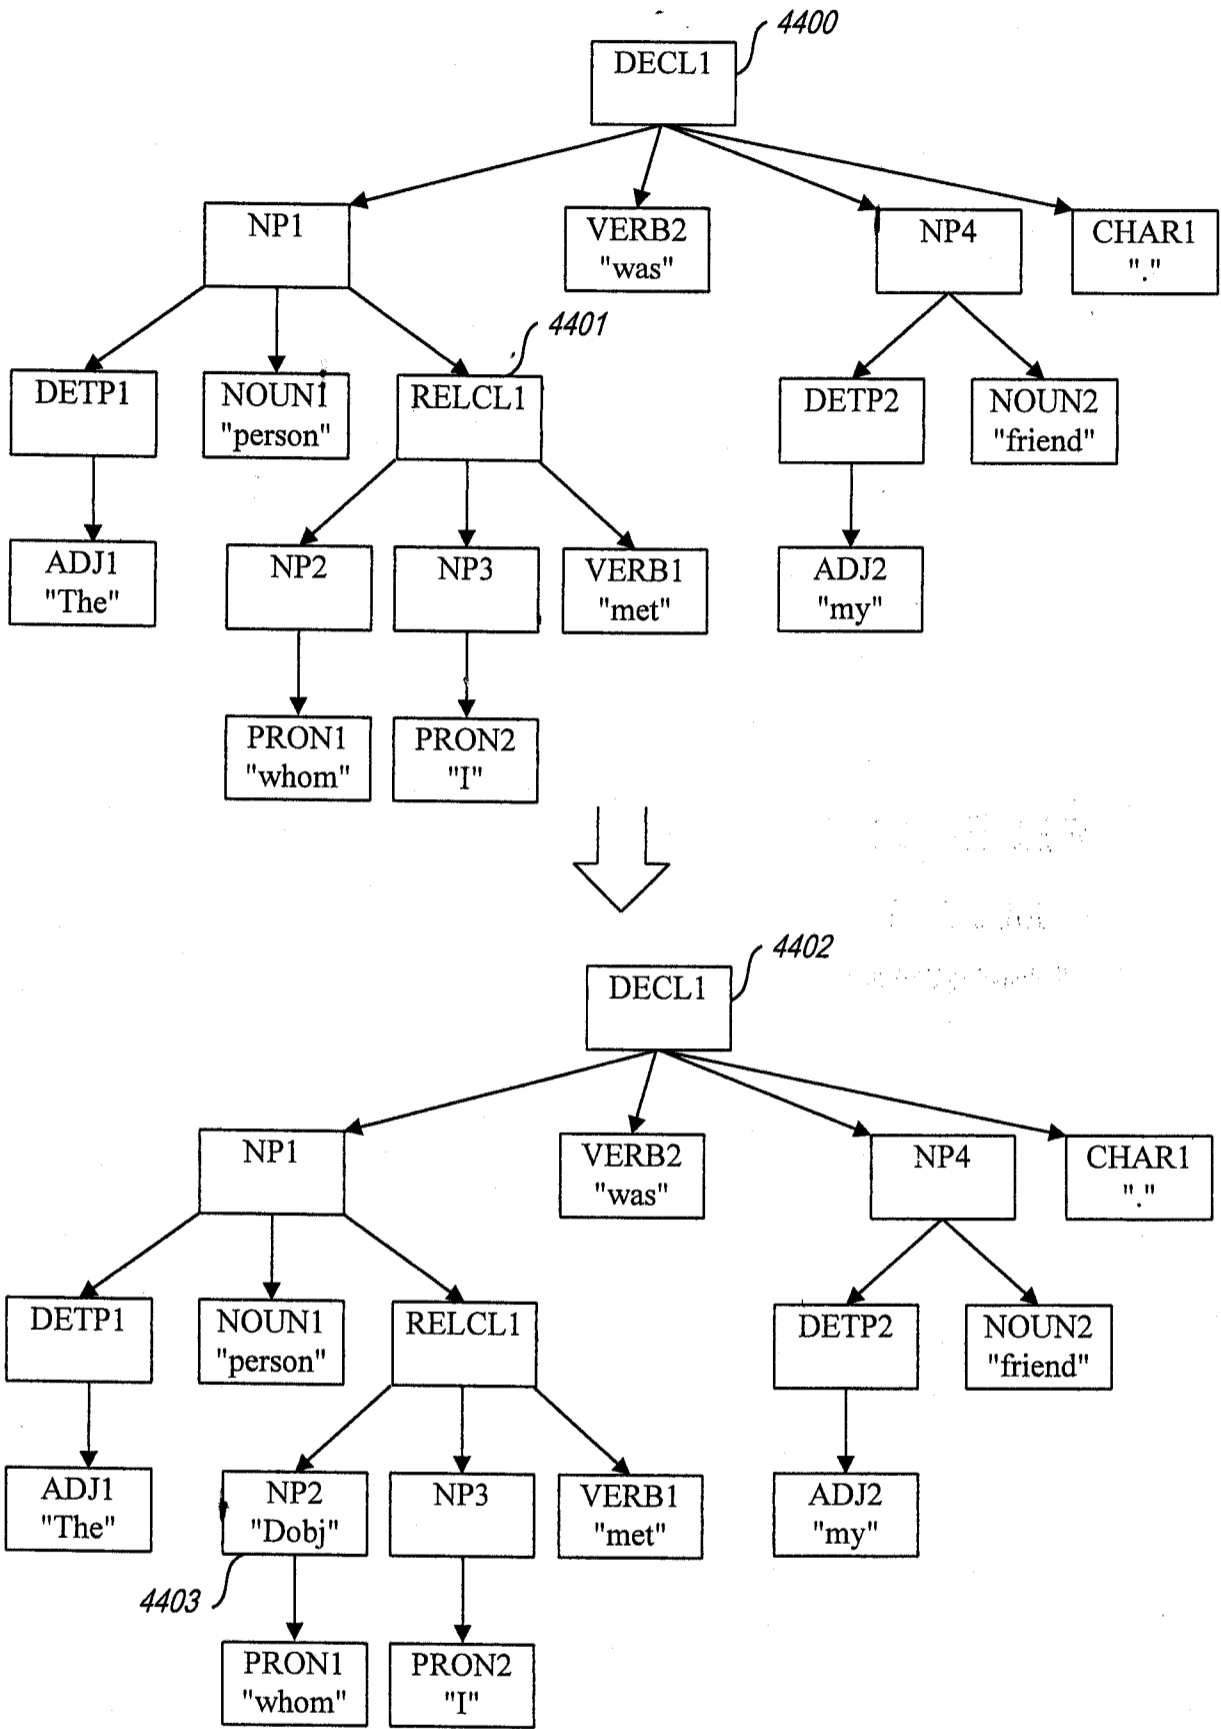 4400
DECL1
NP1
VERB2
"was"
NP4
CHAR1
"."
4401
DETP1
NOUN1
"person"
RELCL1
DETP2
NOUN2
"friend"
ADJ1
"The"
NP2
NP3
VERB1
"met"
ADJ2
"my"
PRON1
"whom"
PRON2
"I"
4402
DECL1
NP1
VERB2
"was"
NP4
CHAR1
"."
DETP1
NOUN1
"person"
RELCL1
DETP2
NOUN2
"friend"
ADJ1
"The"
NP2
"Dobj"
NP3
VERB1
"met"
ADJ2
"my"
4403
PRON1
"whom"
PRON2
"I"